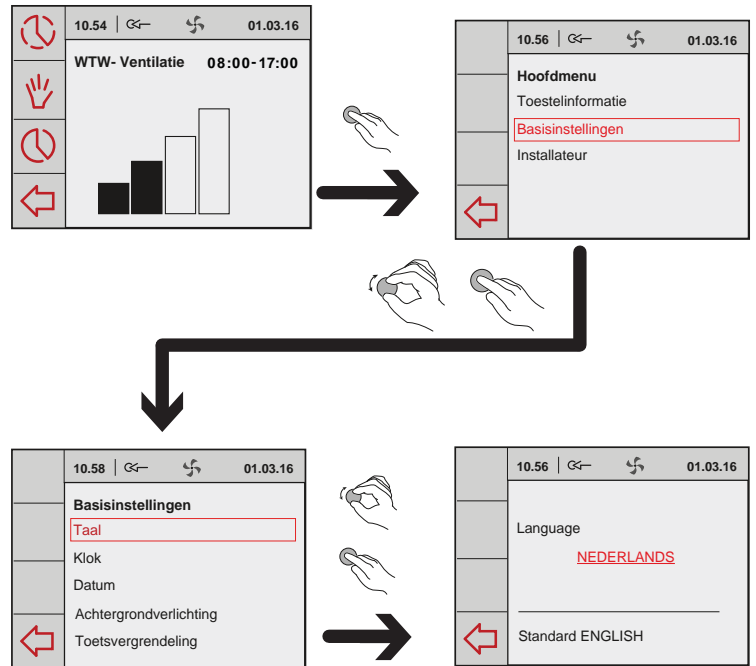 10.54 01.03.16
WTW- Ventilatie 08:00-17:00
10.56 01.03.16
Hoofdmenu
Toestelinformatie
Basisinstellingen
Installateur
10.58 01.03.16
Basisinstellingen
Taal
Klok
Datum
Achtergrondverlichting
Toetsvergrendeling
10.56 01.03.16
Language
NEDERLANDS
Standard ENGLISH